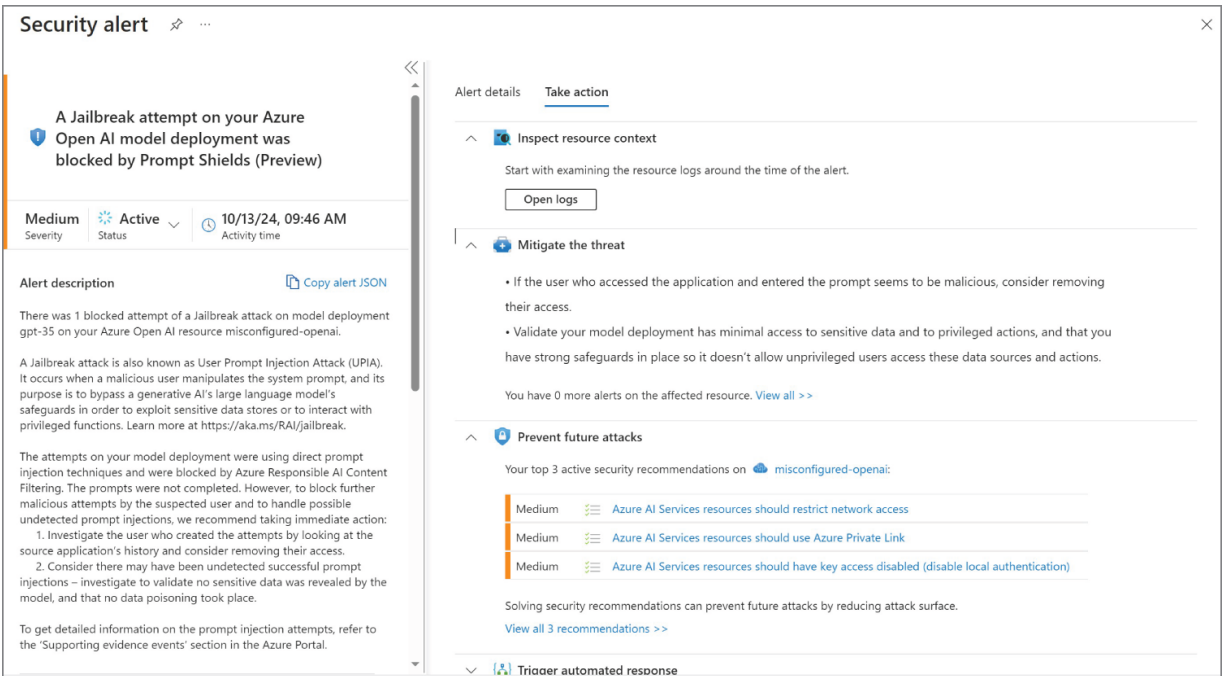 Security alert
A Jailbreak attempt on your Azure
Open AI model deployment was
blocked by Prompt Shields (Preview)
Medium
Severity
Active
Status
10/13/24, 09:46 AM
Activity time
Alert description
Copy alert JSON
There was 1 blocked attempt of a Jailbreak attack on model deployment
gpt-35 on your Azure Open AI resource misconfigured-openai.
A Jailbreak attack is also known as User Prompt Injection Attack (UPIA).
It occurs when a malicious user manipulates the system prompt, and its
purpose is to bypass a generative AI's large language model's
safeguards in order to exploit sensitive data stores or to interact with
privileged functions. Learn more at https://aka.ms/RAI/jailbreak.
The attempts on your model deployment were using direct prompt
injection techniques and were blocked by Azure Responsible AI Content
Filtering. The prompts were not completed. However, to block further
malicious attempts by the suspected user and to handle possible
undetected prompt injections, we recommend taking immediate action:
1. Investigate the user who created the attempts by looking at the
source application's history and consider removing their access.
2. Consider there may have been undetected successful prompt
injections – investigate to validate no sensitive data was revealed by the
model, and that no data poisoning took place.
To get detailed information on the prompt injection attempts, refer to
the 'Supporting evidence events' section in the Azure Portal.
Alert details
Take action
Inspect resource context
Start with examining the resource logs around the time of the alert.
Open logs
Mitigate the threat
• If the user who accessed the application and entered the prompt seems to be malicious, consider removing
their access.
• Validate your model deployment has minimal access to sensitive data and to privileged actions, and that you
have strong safeguards in place so it doesn't allow unprivileged users access these data sources and actions.
You have 0 more alerts on the affected resource. View all >>
Prevent future attacks
Your top 3 active security recommendations on misconfigured-openai:
Medium Azure AI Services resources should restrict network access
Medium Azure AI Services resources should use Azure Private Link
Medium Azure AI Services resources should have key access disabled (disable local authentication)
Solving security recommendations can prevent future attacks by reducing attack surface.
View all 3 recommendations >>
Trigger automated response